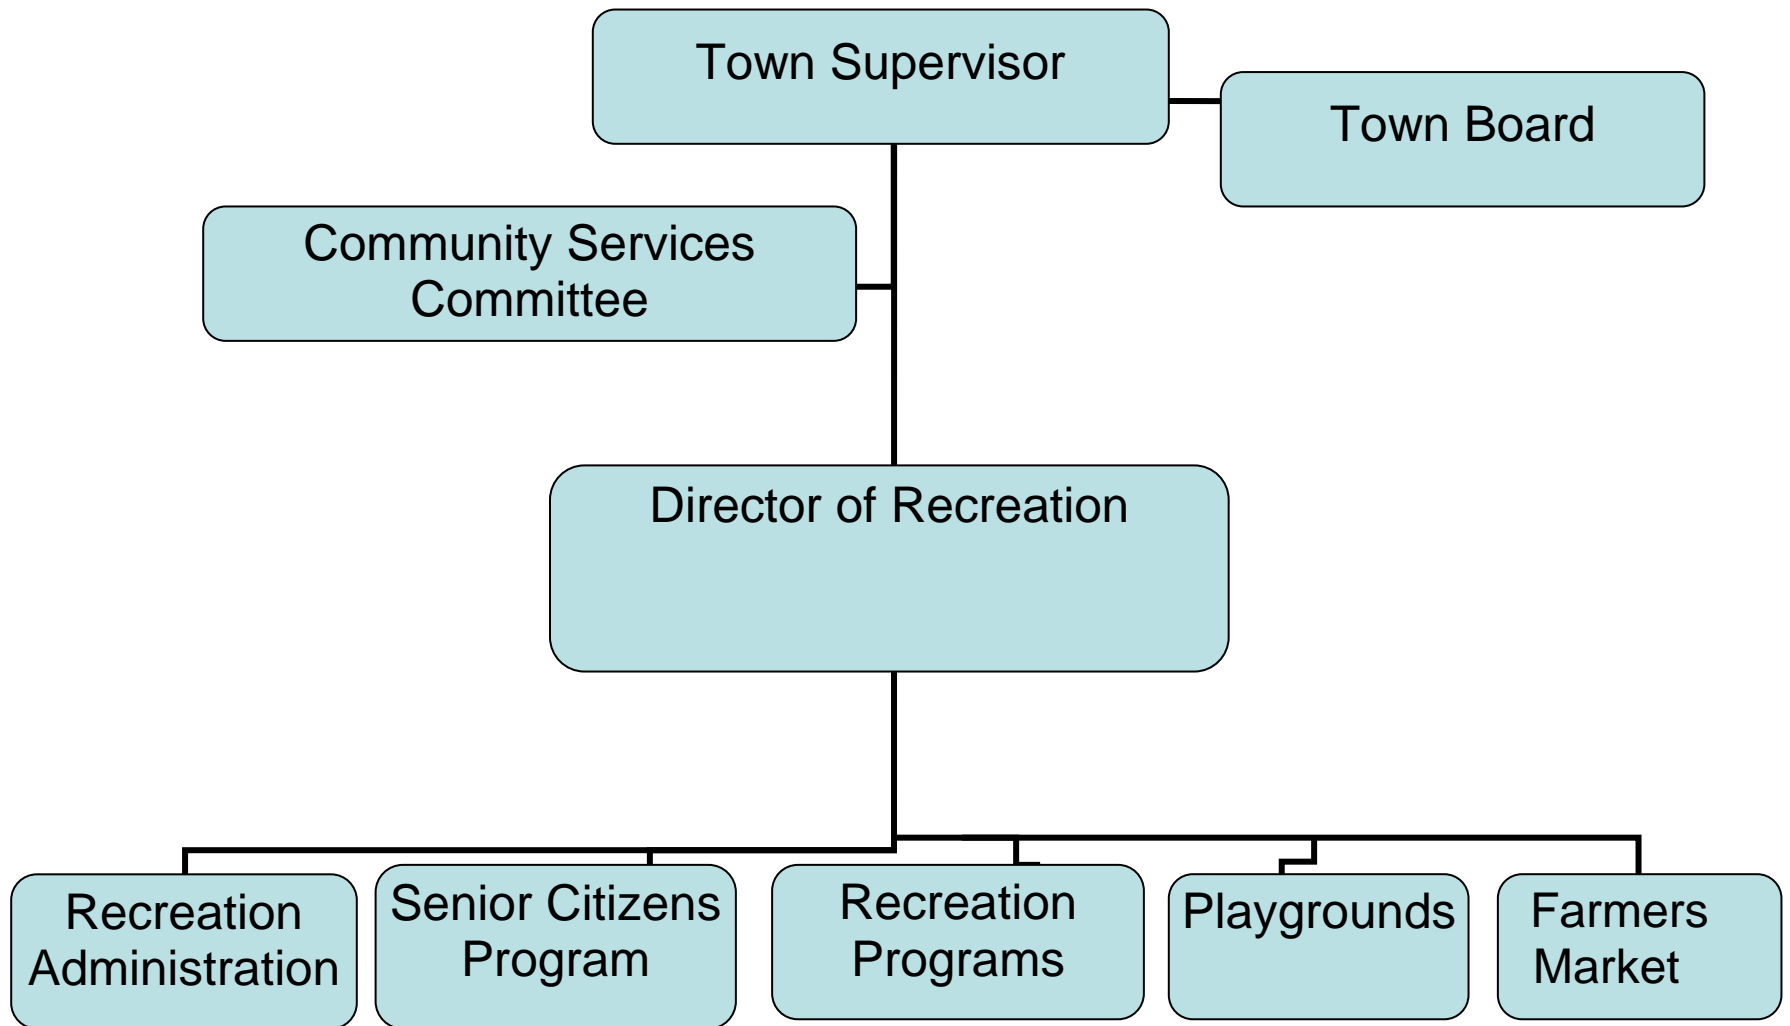 Town Supervisor
Town Board
Community Services
Committee
Director of Recreation
Recreation
Administration
Senior Citizens
Program
Recreation
Programs
Playgrounds
Farmers
Market